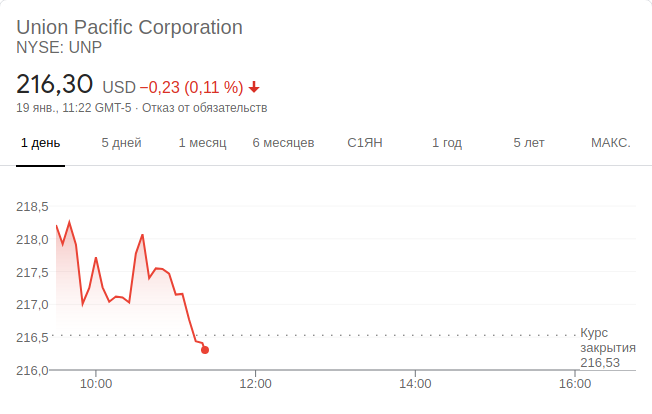 Union Pacific Corporation
NYSE: UNP
216,30 USD −0,23 (0,11 %)
19 янв., 11:22 GMT-5 · Отказ от обязательств
1 день 5 дней 1 месяц 6 месяцев С1ЯН 1 год 5 лет МАКС.
218,5
218,0
217,5
217,0
216,5
216,0
Курс
закрытия
216,53
10:00 12:00 14:00 16:00